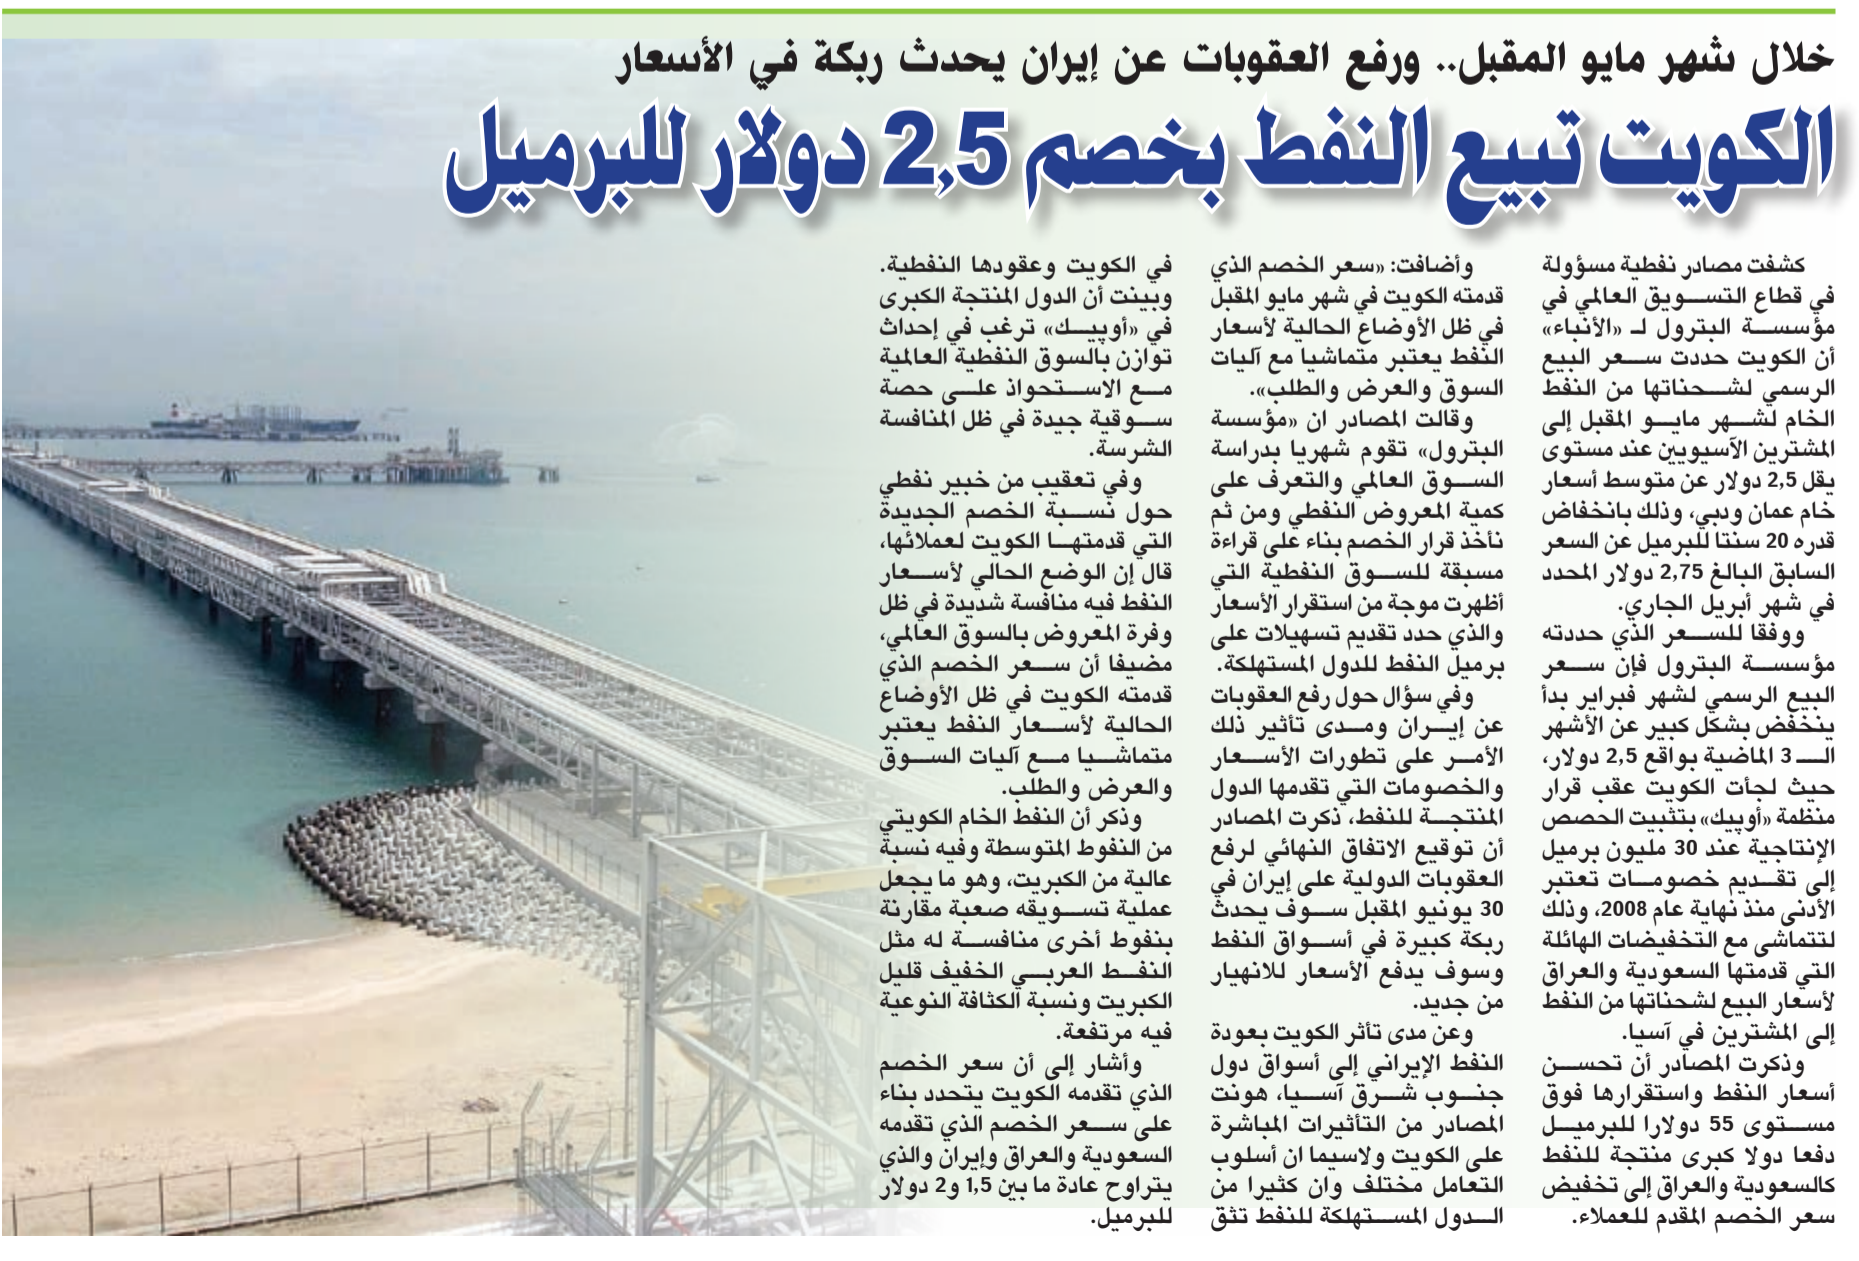 خلال شهر مايو المقبل.. ورفع العقوبات عن إيران يحدث ربكة في الأسعار
الكويت تبيع النفط بخصم 2,5 دولار للبرميل
كشفت مصادر نفطية مسؤولة
في قطاع التسويق العالمي في
مؤسسة البترول لـ «الأنباء»
أن الكويت حددت سعر البيع
الرسمي لشحناتها من النفط
الخام لشهر مايو المقبل إلى
المشترين الآسيويين عند مستوى
يقل 2,5 دولار عن متوسط أسعار
خام عمان ودبي، وذلك بانخفاض
قدره 20 سنتا للبرميل عن السعر
السابق البالغ 2,75 دولار المحدد
في شهر أبريل الجاري.
ووفقا للسعر الذي حددته
مؤسسة البترول فإن سعر
البيع الرسمي لشهر فبراير بدأ
ينخفض بشكل كبير عن الأشهر
الـ 3 الماضية بواقع 2,5 دولار،
حيث لجأت الكويت عقب قرار
منظمة «أوپيك» بتثبيت الحصص
الإنتاجية عند 30 مليون برميل
إلى تقديم خصومات تعتبر
الأدنى منذ نهاية عام 2008، وذلك
لتتماشى مع التخفيضات الهائلة
التي قدمتها السعودية والعراق
لأسعار البيع لشحناتها من النفط
إلى المشترين في آسيا.
وذكرت المصادر أن تحسن
أسعار النفط واستقرارها فوق
مستوى 55 دولارا للبرميل
دفعا دولا كبرى منتجة للنفط
كالسعودية والعراق إلى تخفيض
سعر الخصم المقدم للعملاء.
وأضافت: «سعر الخصم الذي
قدمته الكويت في شهر مايو المقبل
في ظل الأوضاع الحالية لأسعار
النفط يعتبر متماشيا مع آليات
السوق والعرض والطلب».
وقالت المصادر ان «مؤسسة
البترول» تقوم شهريا بدراسة
السوق العالمي والتعرف على
كمية المعروض النفطي ومن ثم
نأخذ قرار الخصم بناء على قراءة
مسبقة للسوق النفطية التي
أظهرت موجة من استقرار الأسعار
والذي حدد تقديم تسهيلات على
برميل النفط للدول المستهلكة.
وفي سؤال حول رفع العقوبات
عن إيران ومدى تأثير ذلك
الأمر على تطورات الأسعار
والخصومات التي تقدمها الدول
المنتجة للنفط، ذكرت المصادر
أن توقيع الاتفاق النهائي لرفع
العقوبات الدولية على إيران في
30 يونيو المقبل سوف يحدث
ربكة كبيرة في أسواق النفط
وسوف يدفع الأسعار للانهيار
من جديد.
وعن مدى تأثر الكويت بعودة
النفط الإيراني إلى أسواق دول
جنوب شرق آسيا، هونت
المصادر من التأثيرات المباشرة
على الكويت ولاسيما ان أسلوب
التعامل مختلف وان كثيرا من
الدول المستهلكة للنفط تثق
في الكويت وعقودها النفطية.
وبينت أن الدول المنتجة الكبرى
في «أوپيك» ترغب في إحداث
توازن بالسوق النفطية العالمية
مع الاستحواذ على حصة
سوقية جيدة في ظل المنافسة
الشرسة.
وفي تعقيب من خبير نفطي
حول نسبة الخصم الجديدة
التي قدمتها الكويت لعملائها،
قال إن الوضع الحالي لأسعار
النفط فيه منافسة شديدة في ظل
وفرة المعروض بالسوق العالمي،
مضيفا أن سعر الخصم الذي
قدمته الكويت في ظل الأوضاع
الحالية لأسعار النفط يعتبر
متماشيا مع آليات السوق
والعرض والطلب.
وذكر أن النفط الخام الكويتي
من النفوط المتوسطة وفيه نسبة
عالية من الكبريت، وهو ما يجعل
عملية تسويقه صعبة مقارنة
بنفوط أخرى منافسة له مثل
النفط العربي الخفيف قليل
الكبريت ونسبة الكثافة النوعية
فيه مرتفعة.
وأشار إلى أن سعر الخصم
الذي تقدمه الكويت يتحدد بناء
على سعر الخصم الذي تقدمه
السعودية والعراق وإيران والذي
يتراوح عادة ما بين 1,5 و2 دولار
للبرميل.